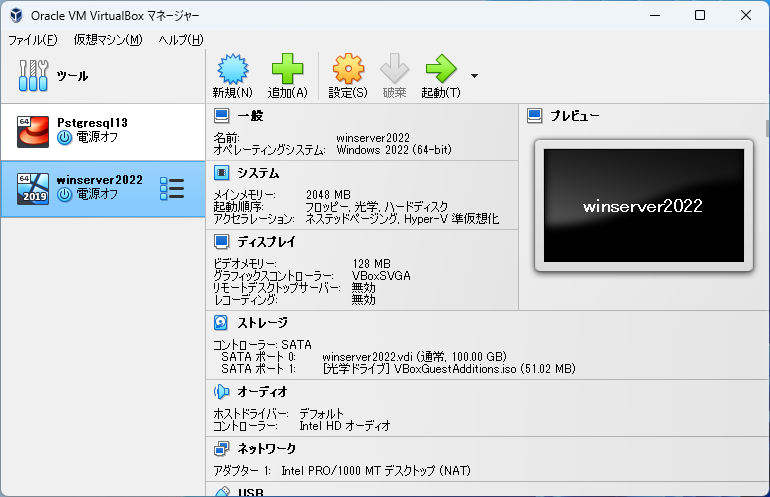 Oracle VM VirtualBox マネージャー
ファイル(F) 仮想マシン(M) ヘルプ(H)
ツール
新規(N) 追加(A) 設定(S) 破棄 起動(T)
64
Pstgresql13
電源オフ
64
2019
winserver2022
電源オフ
一般
名前: winserver2022
オペレーティングシステム: Windows 2022 (64-bit)
システム
メインメモリー: 2048 MB
起動順序: フロッピー, 光学, ハードディスク
アクセラレーション: ネステッドページング, Hyper-V 準仮想化
ディスプレイ
ビデオメモリー: 128 MB
グラフィックスコントローラー: VBoxSVGA
リモートデスクトップサーバー: 無効
レコーディング: 無効
プレビュー
winserver2022
ストレージ
コントローラー: SATA
SATA ポート 0: winserver2022.vdi (通常, 100.00 GB)
SATA ポート 1: [光学ドライブ] VBoxGuestAdditions.iso (51.02 MB)
オーディオ
ホストドライバー: デフォルト
コントローラー: Intel HD オーディオ
ネットワーク
アダプター 1: Intel PRO/1000 MT デスクトップ (NAT)
USB